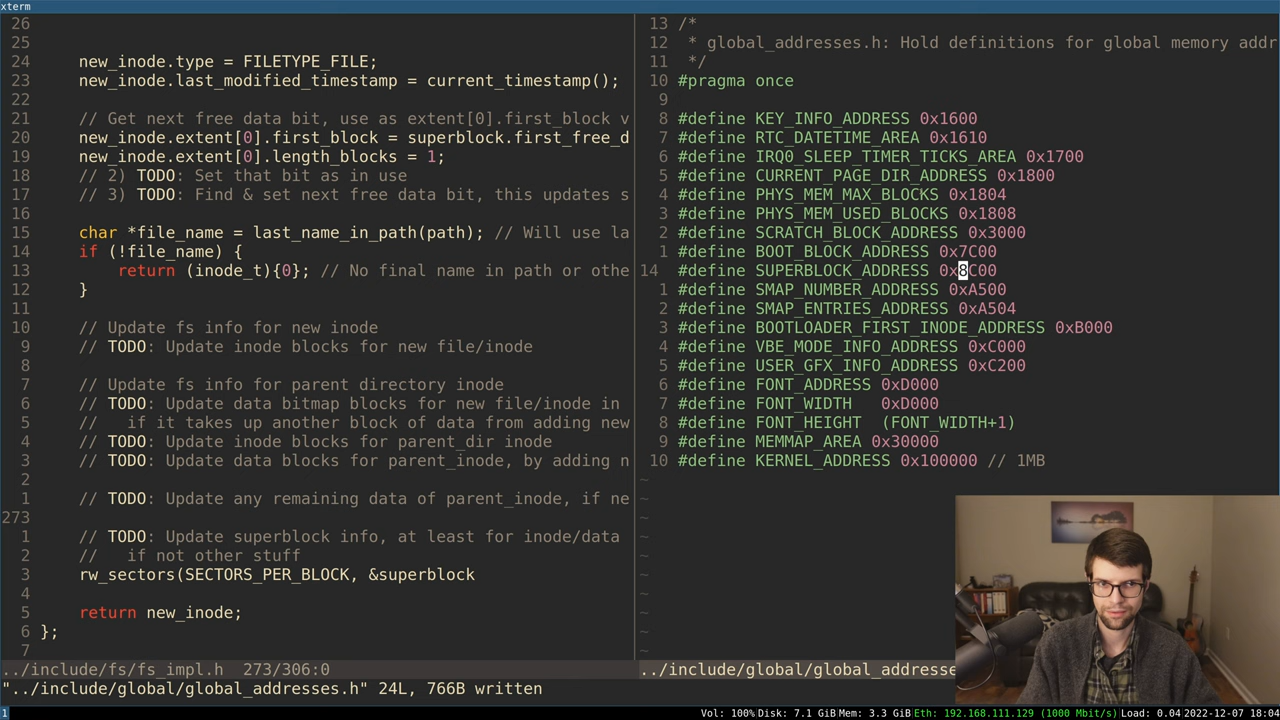 xterm
26
25
24 new_inode.type = FILETYPE_FILE;
23 new_inode.last_modified_timestamp = current_timestamp();
22
21 // Get next free data bit, use as extent[0].first_block v
20 new_inode.extent[0].first_block = superblock.first_free_d
19 new_inode.extent[0].length_blocks = 1;
18 // 2) TODO: Set that bit as in use
17 // 3) TODO: Find & set next free data bit, this updates s
16
15 char *file_name = last_name_in_path(path); // Will use la
14 if (!file_name) {
13 return (inode_t){0}; // No final name in path or othe
12 }
11
10 // Update fs info for new inode
9 // TODO: Update inode blocks for new file/inode
8
7 // Update fs info for parent directory inode
6 // TODO: Update data bitmap blocks for new file/inode in
5 // if it takes up another block of data from adding new
4 // TODO: Update inode blocks for parent_dir inode
3 // TODO: Update data blocks for parent_inode, by adding n
2
1 // TODO: Update any remaining data of parent_inode, if ne
273
1 // TODO: Update superblock info, at least for inode/data
2 // if not other stuff
3 rw_sectors(SECTORS_PER_BLOCK, &superblock
4
5 return new_inode;
6 };
7
../include/fs/fs_impl.h 273/306:0
"../include/global/global_addresses.h" 24L, 766B written
13 /*
12 * global_addresses.h: Hold definitions for global memory addr
11 */
10 #pragma once
9
8 #define KEY_INFO_ADDRESS 0x1600
7 #define RTC_DATETIME_AREA 0x1610
6 #define IRQ0_SLEEP_TIMER_TICKS_AREA 0x1700
5 #define CURRENT_PAGE_DIR_ADDRESS 0x1800
4 #define PHYS_MEM_MAX_BLOCKS 0x1804
3 #define PHYS_MEM_USED_BLOCKS 0x1808
2 #define SCRATCH_BLOCK_ADDRESS 0x3000
1 #define BOOT_BLOCK_ADDRESS 0x7C00
14 #define SUPERBLOCK_ADDRESS 0x8C00
1 #define SMAP_NUMBER_ADDRESS 0xA500
2 #define SMAP_ENTRIES_ADDRESS 0xA504
3 #define BOOTLOADER_FIRST_INODE_ADDRESS 0xB000
4 #define VBE_MODE_INFO_ADDRESS 0xC000
5 #define USER_GFX_INFO_ADDRESS 0xC200
6 #define FONT_ADDRESS 0xD000
7 #define FONT_WIDTH 0xD000
8 #define FONT_HEIGHT (FONT_WIDTH+1)
9 #define MEMMAP_AREA 0x30000
10 #define KERNEL_ADDRESS 0x100000 // 1MB
~
~
~
~
~
~
~
~
~
~
../include/global/global_addresse
1 Vol: 100% Disk: 7.1 GiB Mem: 3.3 GiB Eth: 192.168.111.129 (1000 Mbit/s) Load: 0.04 2022-12-07 18:04